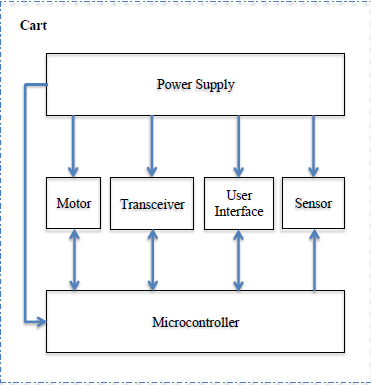 Cart
Power Supply
Motor
Transceiver
User
Interface
Sensor
Microcontroller